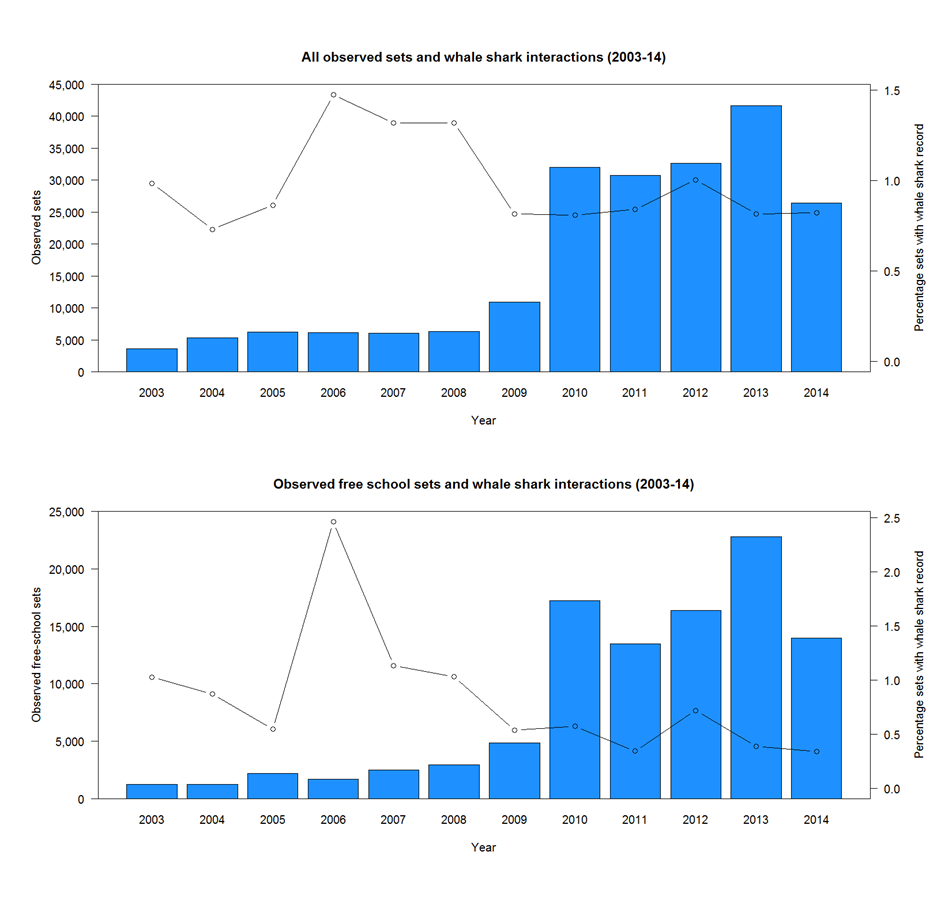 All observed sets and whale shark interactions (2003-14)
45,000
40,000
35,000
30,000
25,000
20,000
15,000
10,000
5,000
0
Observed sets
1.5
1.0
0.5
0.0
Percentage sets with whale shark record
2003 2004 2005 2006 2007 2008 2009 2010 2011 2012 2013 2014
Year
Observed free school sets and whale shark interactions (2003-14)
25,000
20,000
15,000
10,000
5,000
0
Observed free-school sets
2.5
2.0
1.5
1.0
0.5
0.0
Percentage sets with whale shark record
2003 2004 2005 2006 2007 2008 2009 2010 2011 2012 2013 2014
Year